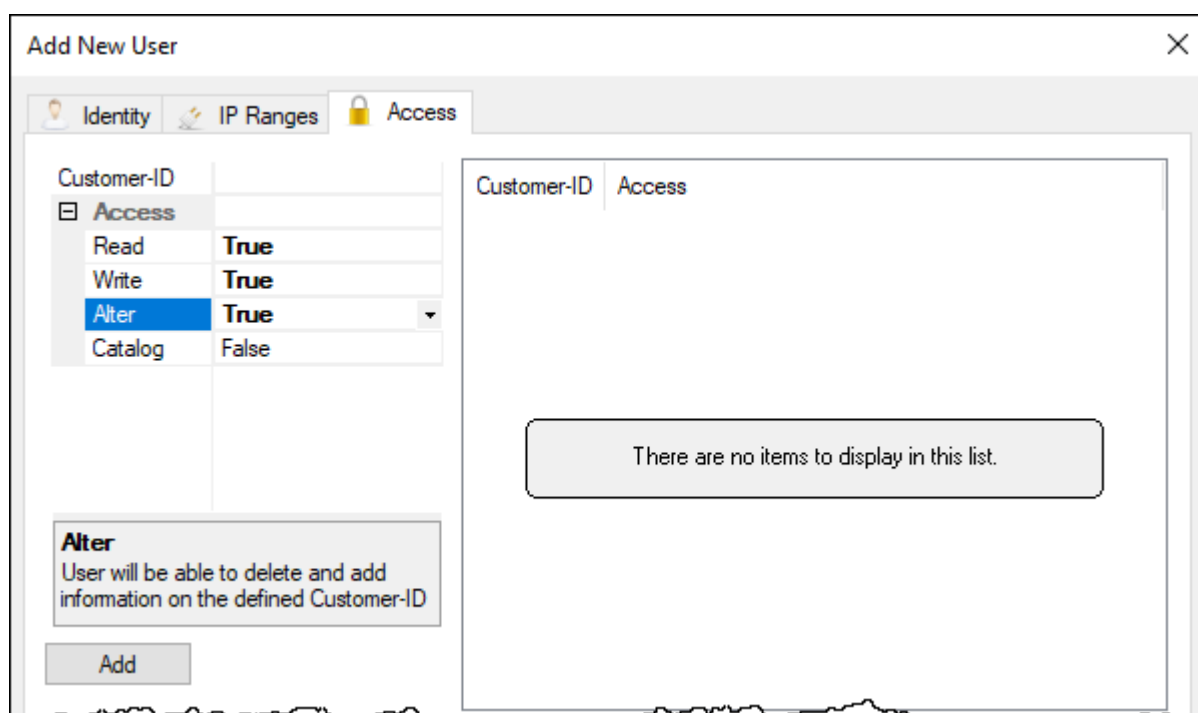 Add New User
Identity IP Ranges Access
Customer-ID
Access
Read True
Write True
Alter True
Catalog False
Alter
User will be able to delete and add
information on the defined Customer-ID
Add
Customer-ID Access
There are no items to display in this list.